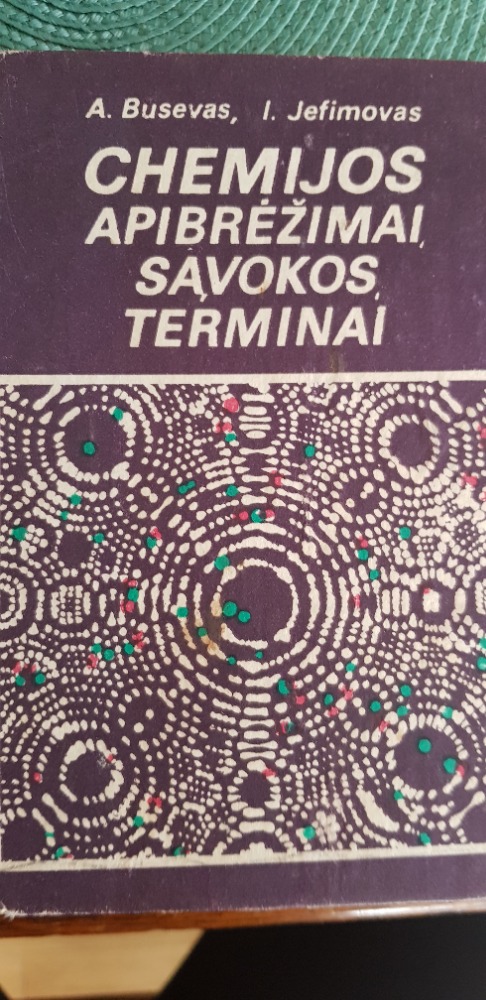 A. Busevas, I. Jefimovas
CHEMIJOS
APIBRĖŽIMAI,
SĄVOKOS,
TERMINAI